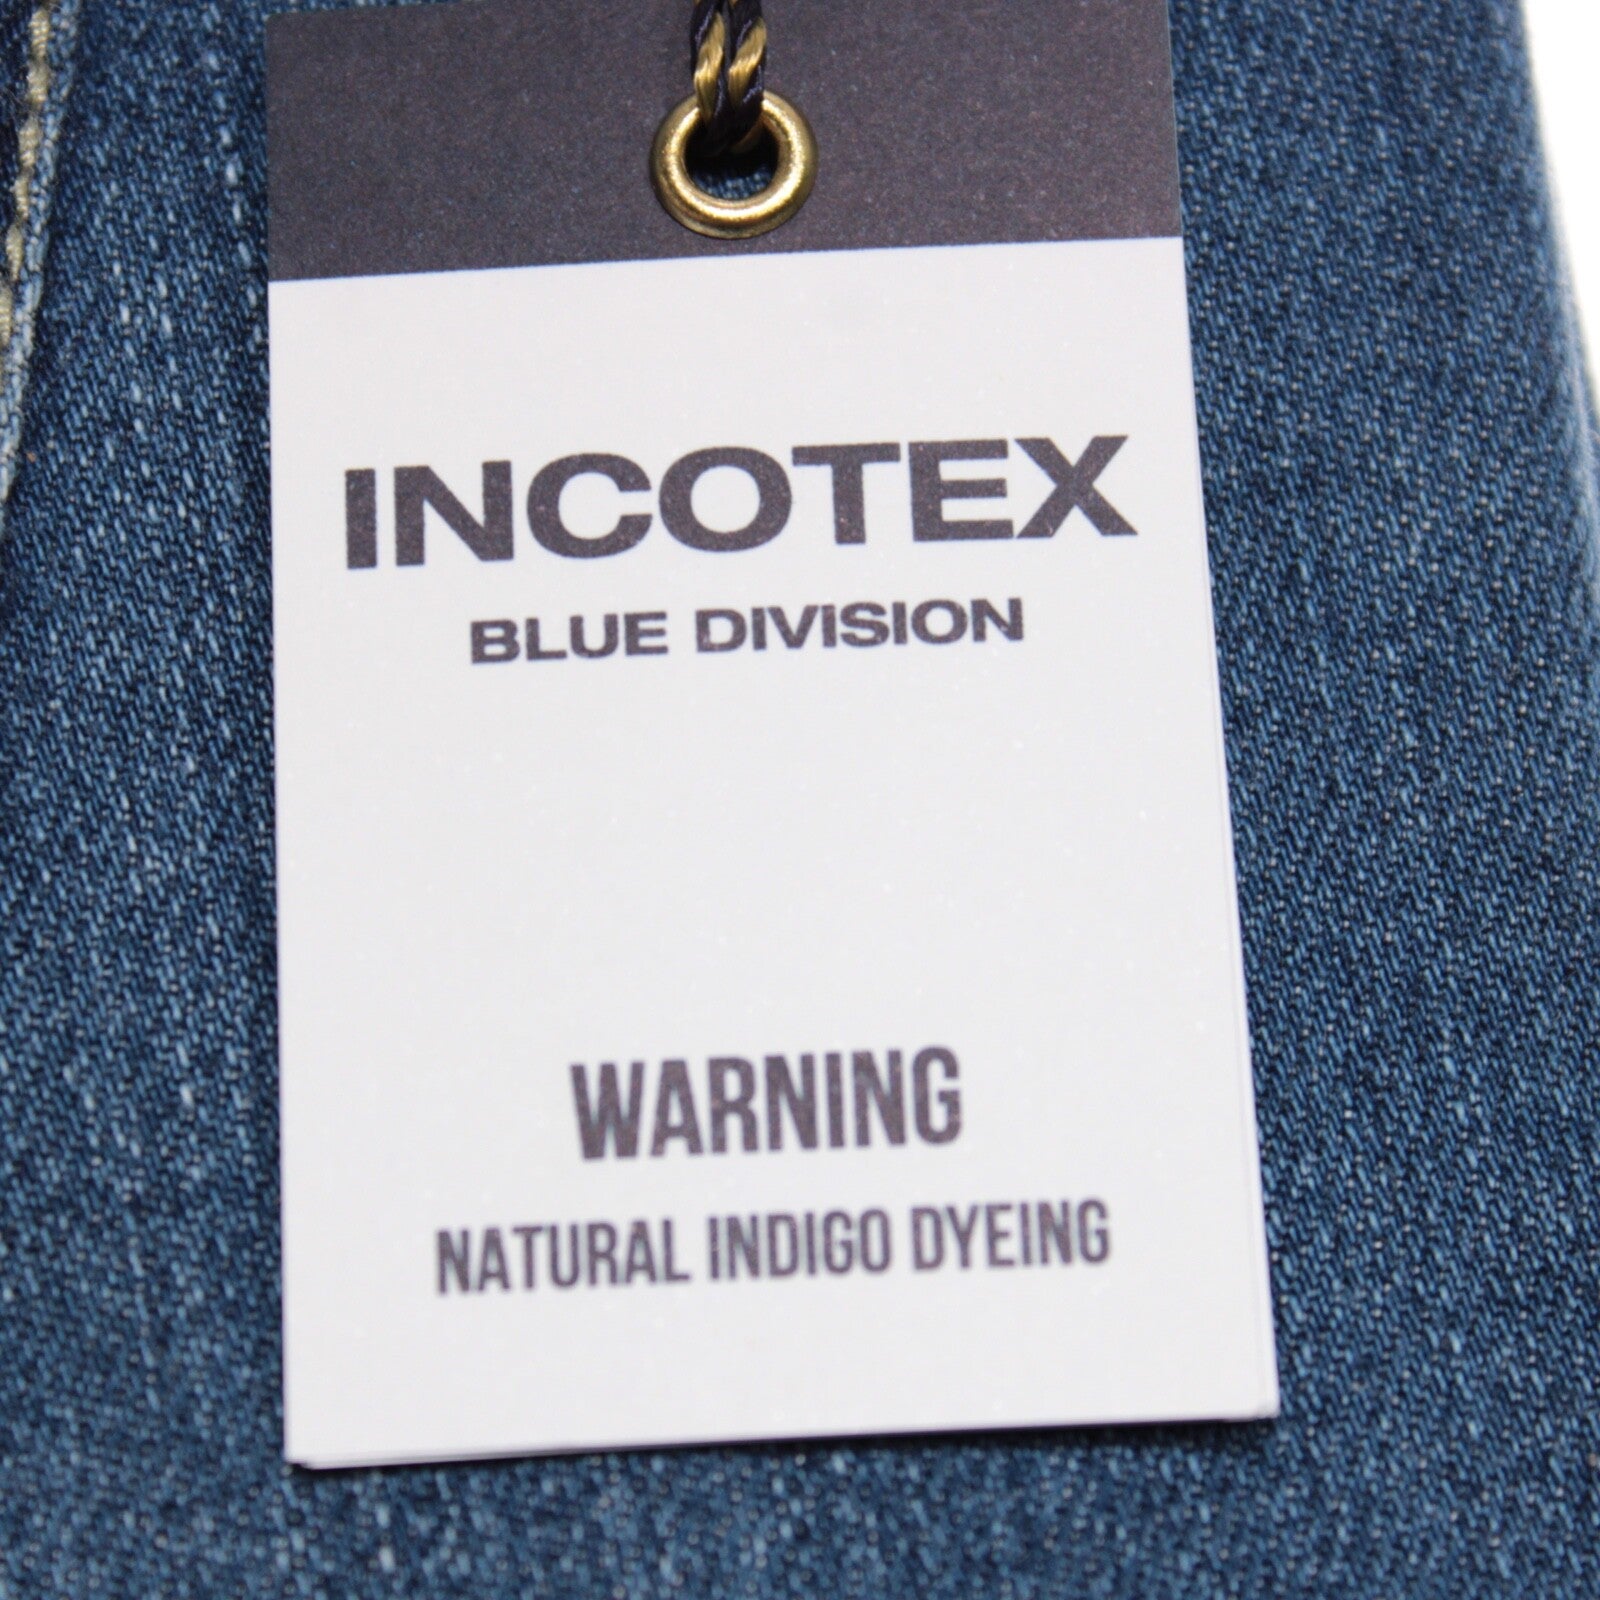 INCOTEX
BLUE DIVISION
WARNING
NATURAL INDIGO DYEING